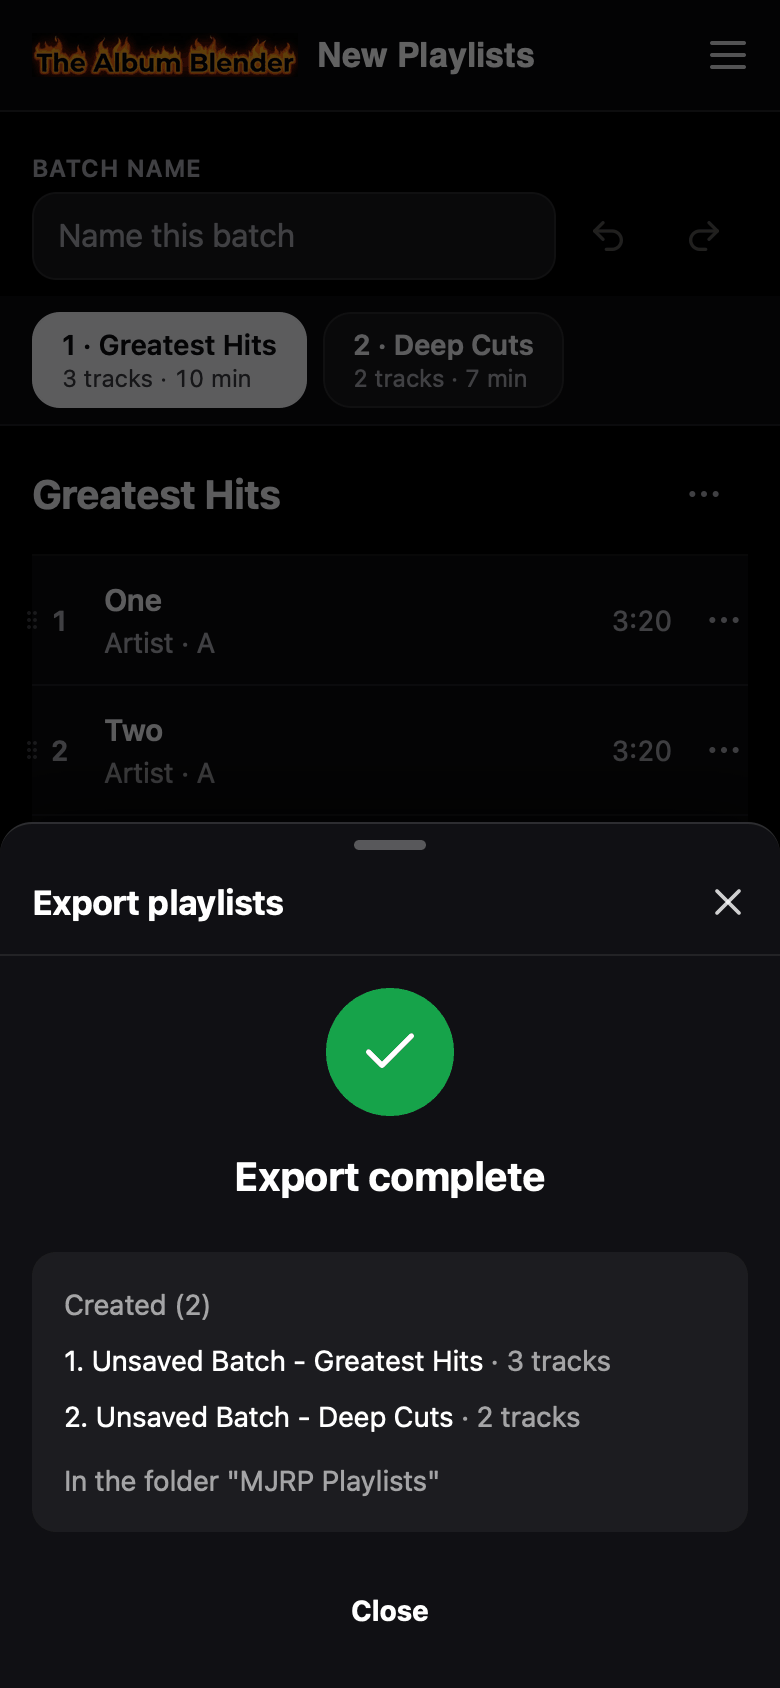 The Album Blender New Playlists
BATCH NAME
Name this batch
1 · Greatest Hits
3 tracks · 10 min
2 · Deep Cuts
2 tracks · 7 min
Greatest Hits
1 One 3:20
Artist · A
2 Two 3:20
Artist · A
Export playlists
Export complete
Created (2)
1. Unsaved Batch - Greatest Hits · 3 tracks
2. Unsaved Batch - Deep Cuts · 2 tracks
In the folder "MJRP Playlists"
Close